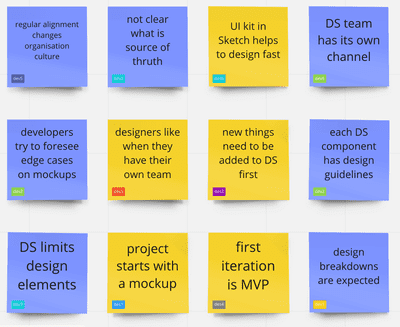 regular alignment
changes
organisation
culture
not clear
what is
source of
thruth
UI kit in
Sketch helps
to design fast
DS team
has its own
channel
developers
try to foresee
edge cases
on mockups
designers like
when they
have their
own team
new things
need to be
added to DS
first
each DS
component
has design
guidelines
DS limits
design
elements
project
starts with
a mockup
first
iteration
is MVP
design
breakdowns
are expected